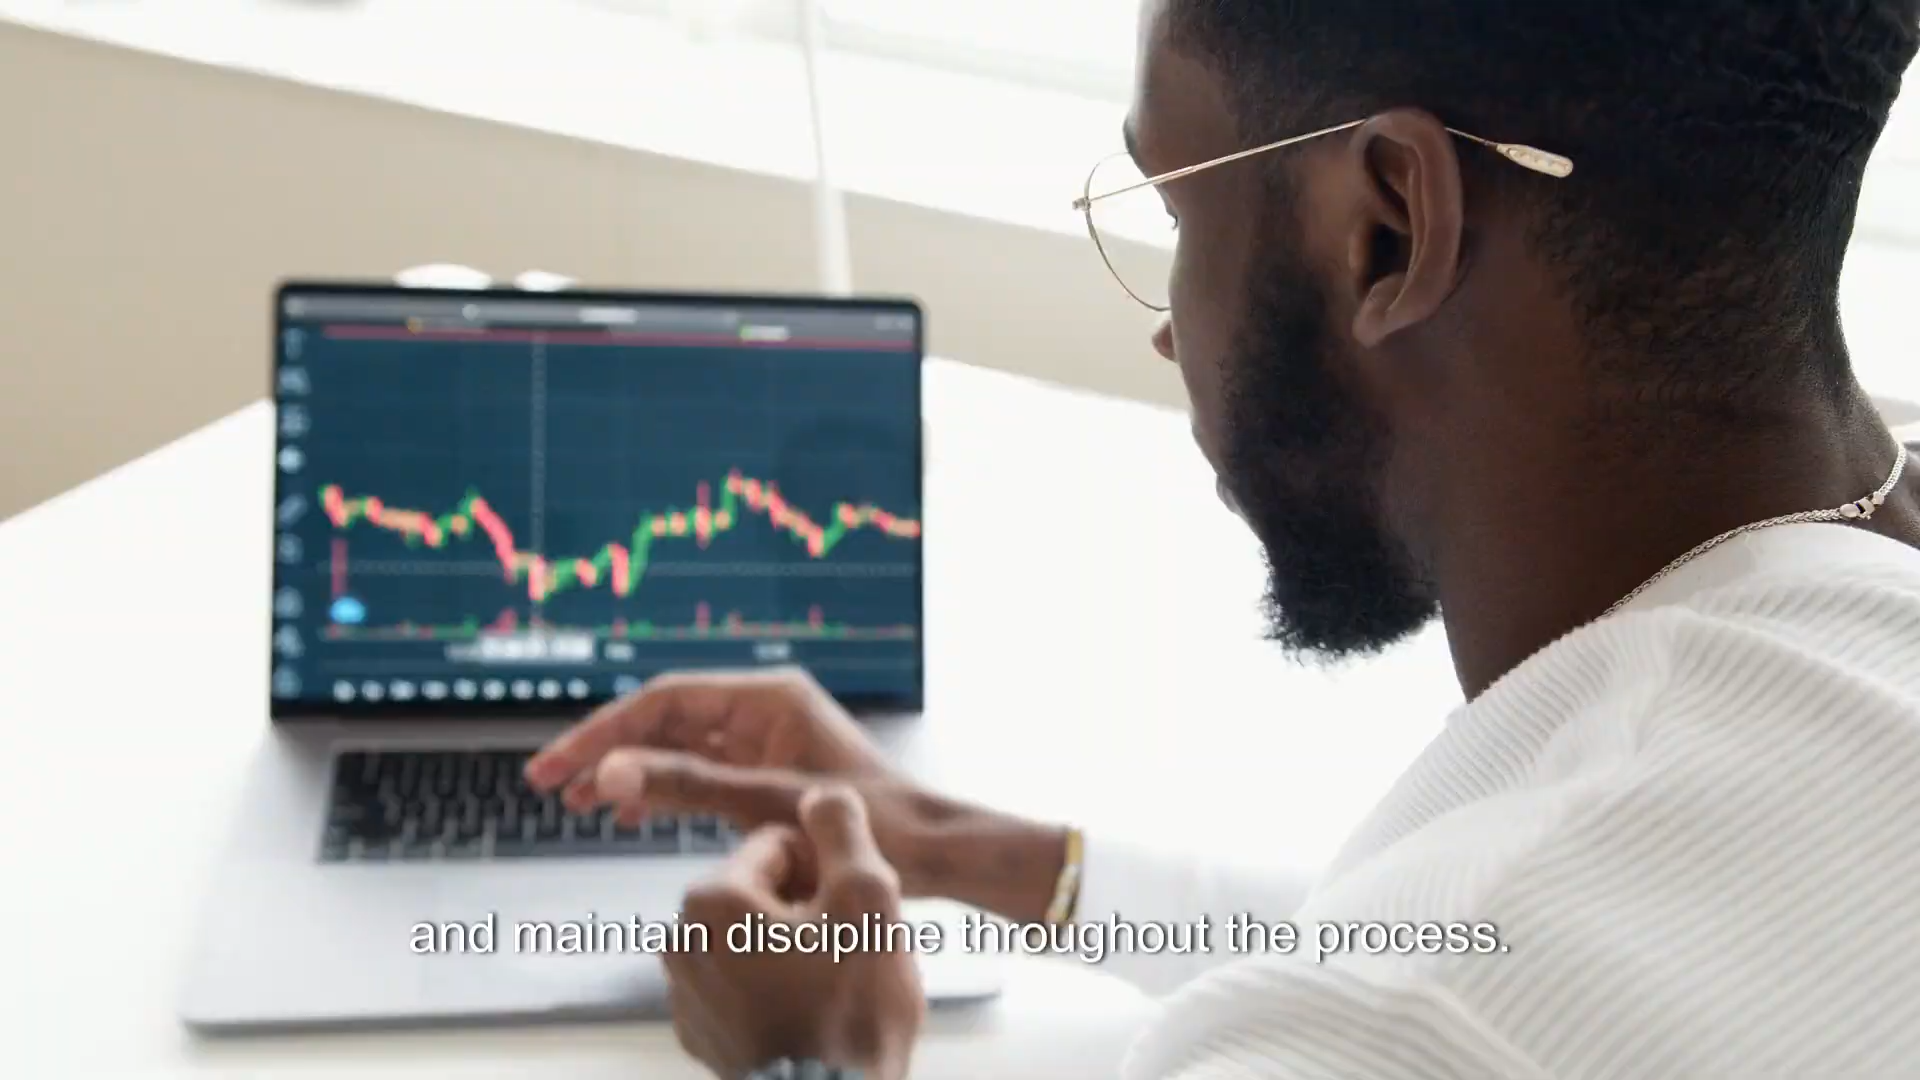 and maintain discipline throughout the process.